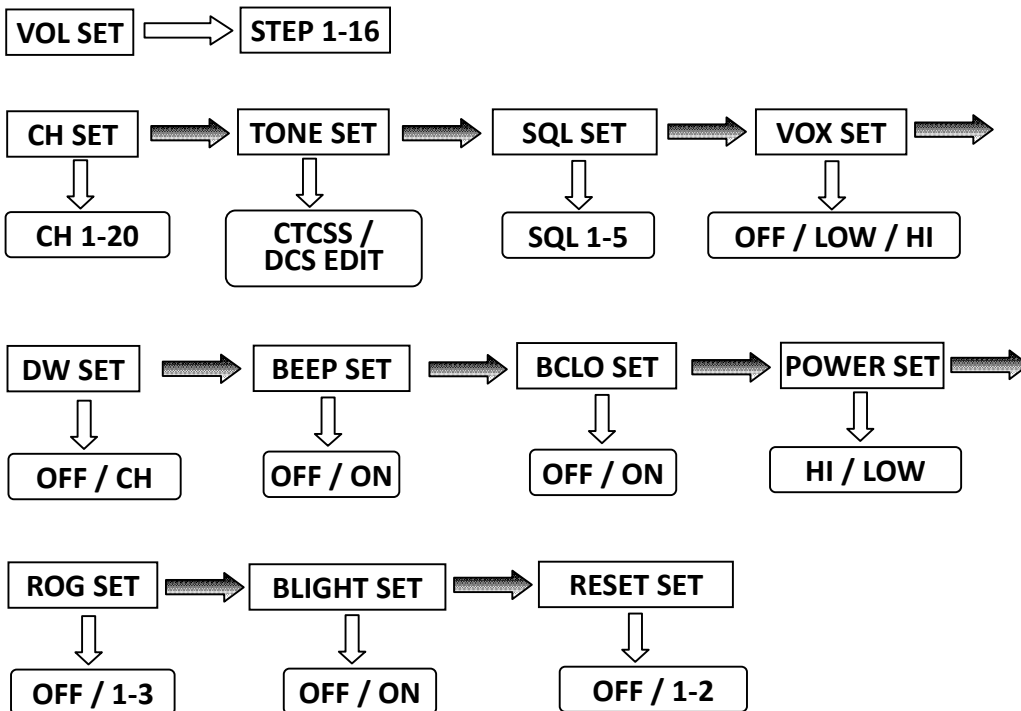 VOL SET
STEP 1-16
CH SET
TONE SET
SQL SET
VOX SET
CH 1-20
CTCSS /
DCS EDIT
SQL 1-5
OFF / LOW / HI
DW SET
BEEP SET
BCLO SET
POWER SET
OFF / CH
OFF / ON
OFF / ON
HI / LOW
ROG SET
BLIGHT SET
RESET SET
OFF / 1-3
OFF / ON
OFF / 1-2